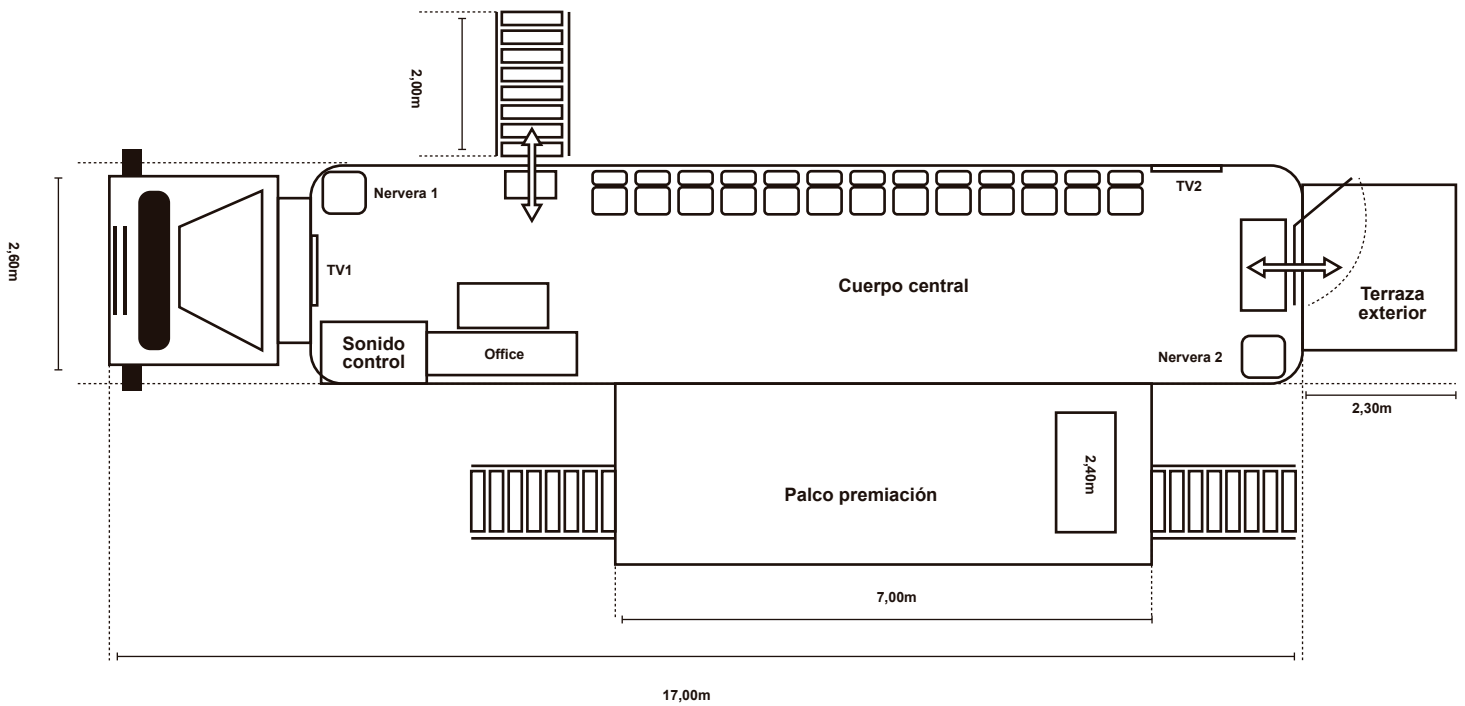 2,00m
Nervera 1
TV2
2,60m
TV1
Cuerpo central
Terraza
exterior
Sonido
control
Office
Nervera 2
2,30m
2,40m
Palco premiación
7,00m
17,00m